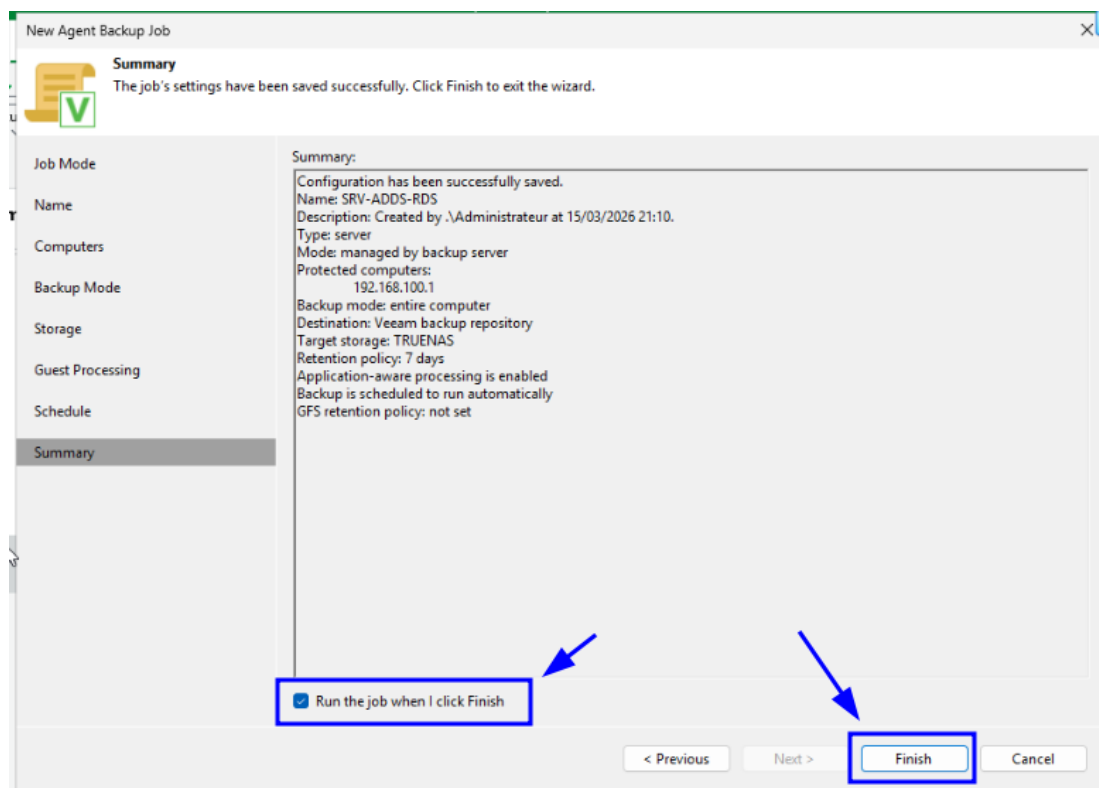 New Agent Backup Job
Summary
The job's settings have been saved successfully. Click Finish to exit the wizard.
V
Job Mode
Name
Computers
Backup Mode
Storage
Guest Processing
Schedule
Summary
Summary:
Configuration has been successfully saved.
Name: SRV-ADDS-RDS
Description: Created by .\Administrateur at 15/03/2026 21:10.
Type: server
Mode: managed by backup server
Protected computers:
192.168.100.1
Backup mode: entire computer
Destination: Veeam backup repository
Target storage: TRUENAS
Retention policy: 7 days
Application-aware processing is enabled
Backup is scheduled to run automatically
GFS retention policy: not set
Run the job when I click Finish
< Previous
Next >
Finish
Cancel